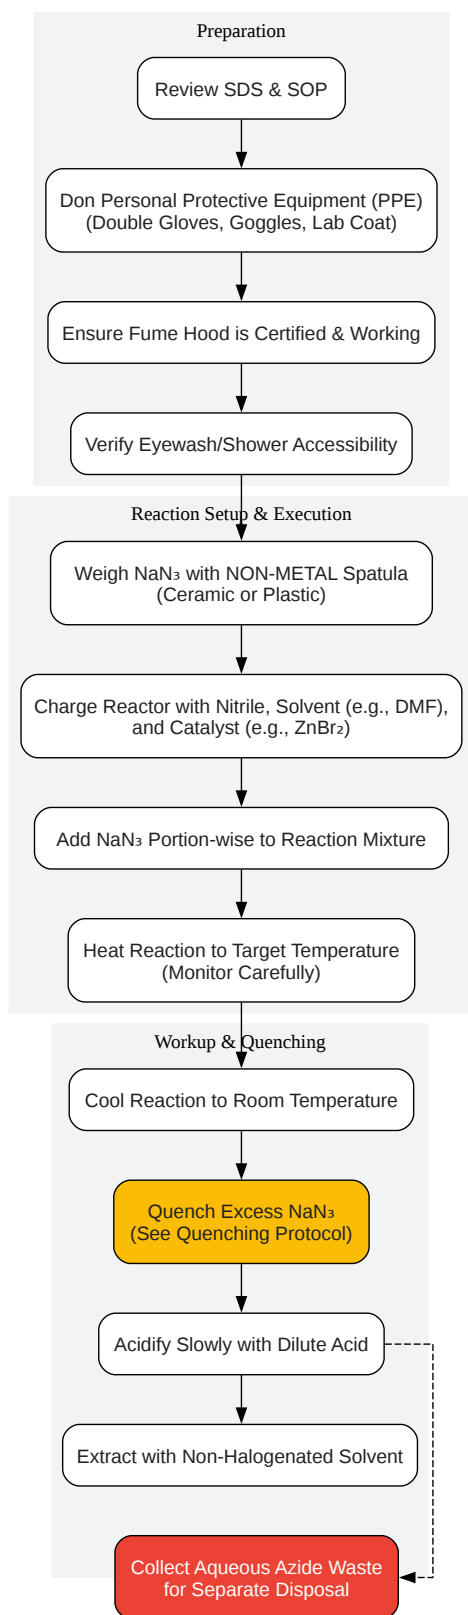 Preparation
Review SDS & SOP
Don Personal Protective Equipment (PPE)
(Double Gloves, Goggles, Lab Coat)
Ensure Fume Hood is Certified & Working
Verify Eyewash/Shower Accessibility
Reaction Setup & Execution
Weigh NaN₃ with NON-METAL Spatula
(Ceramic or Plastic)
Charge Reactor with Nitrile, Solvent (e.g., DMF),
and Catalyst (e.g., ZnBr₂)
Add NaN₃ Portion-wise to Reaction Mixture
Heat Reaction to Target Temperature
(Monitor Carefully)
Workup & Quenching
Cool Reaction to Room Temperature
Quench Excess NaN₃
(See Quenching Protocol)
Acidify Slowly with Dilute Acid
Extract with Non-Halogenated Solvent
Collect Aqueous Azide Waste
for Separate Disposal